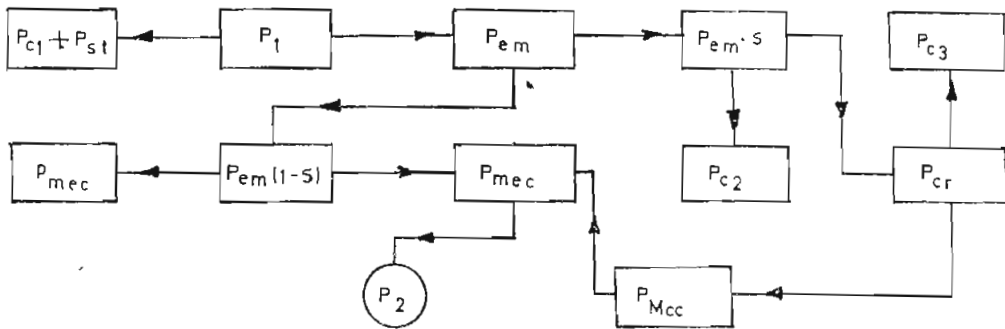 P_c1 + P_st
P_1
P_em
P_em · s
P_c3
P_mec
P_em (1-S)
P_mec
P_c2
P_cr
P_2
P_Mcc